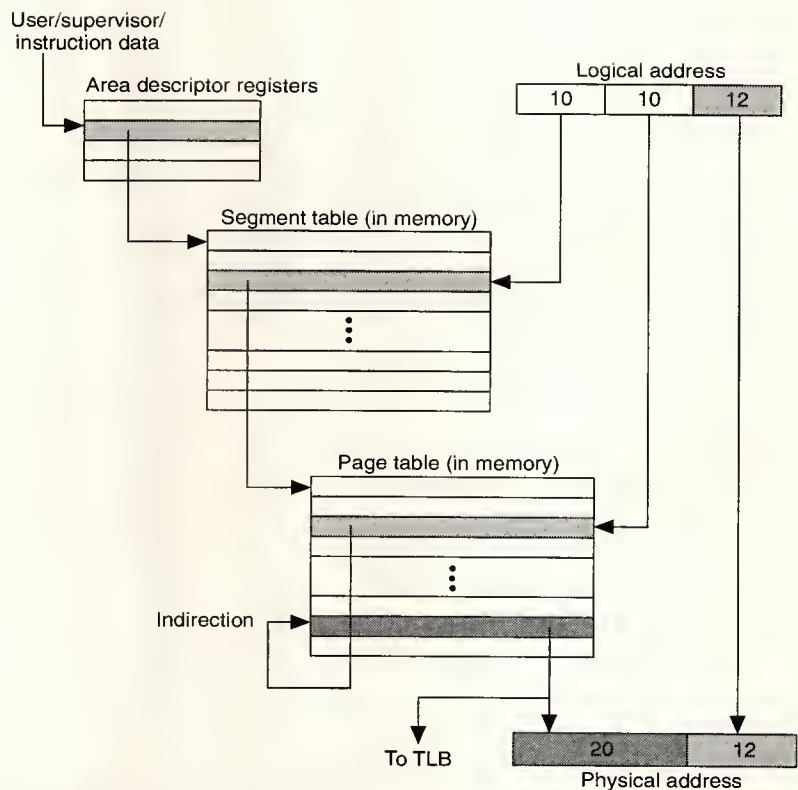 User/supervisor/
instruction data
Area descriptor registers
Logical address
10 10 12
Segment table (in memory)
Page table (in memory)
Indirection
To TLB
20 12
Physical address